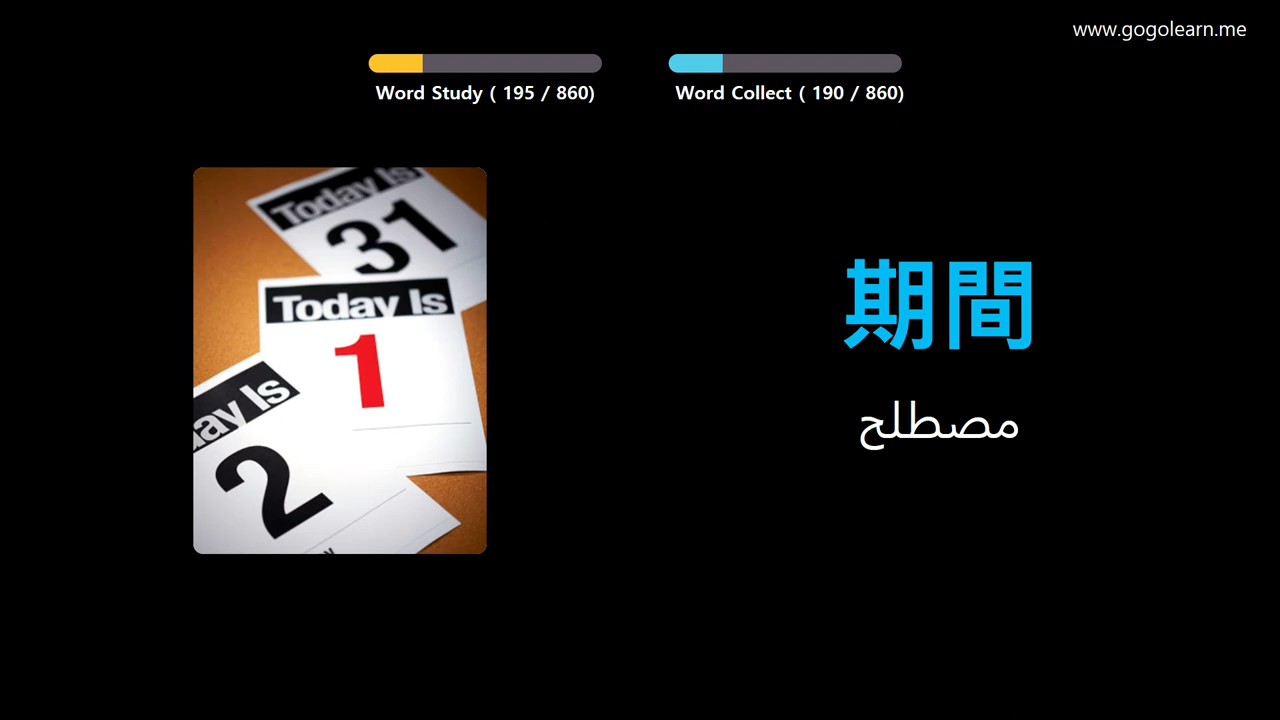 www.gogolearn.me
Word Study ( 195 / 860)
Word Collect ( 190 / 860)
Today Is
31
Today Is
1
ay Is
2
期間
مصطلح